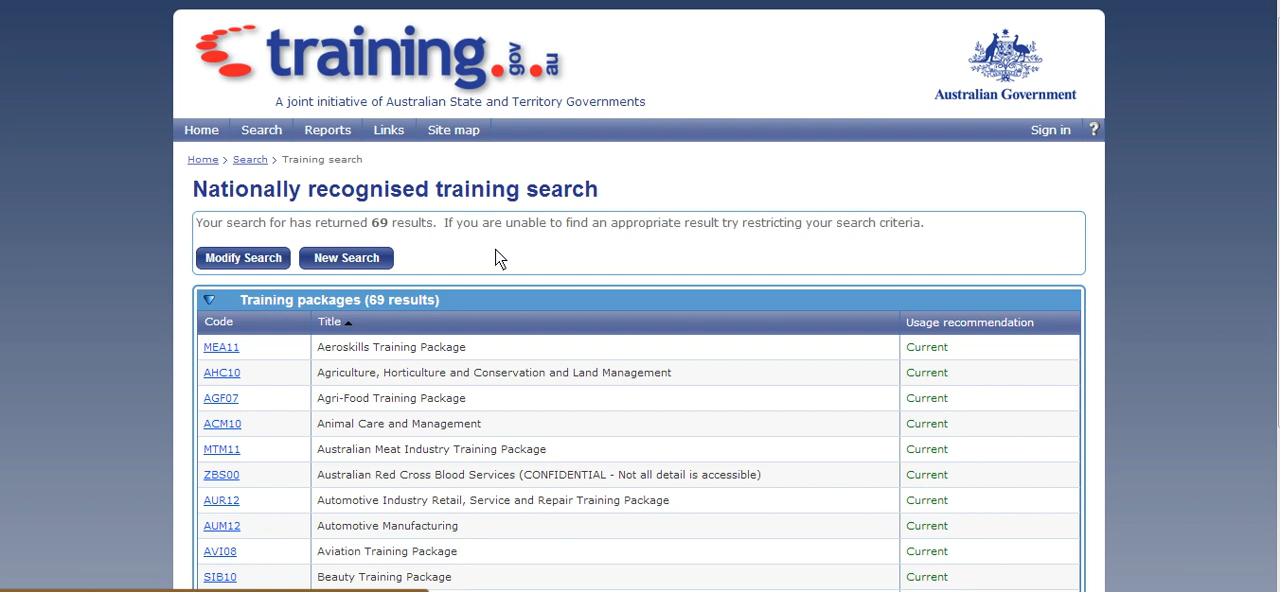 training.gov.au
A joint initiative of Australian State and Territory Governments
Australian Government
Home Search Reports Links Site map Sign in ?
Home > Search > Training search
Nationally recognised training search
Your search for has returned 69 results. If you are unable to find an appropriate result try restricting your search criteria.
Modify Search New Search
Training packages (69 results)
Code Title Usage recommendation
MEA11 Aeroskills Training Package Current
AHC10 Agriculture, Horticulture and Conservation and Land Management Current
AGF07 Agri-Food Training Package Current
ACM10 Animal Care and Management Current
MTM11 Australian Meat Industry Training Package Current
ZBS00 Australian Red Cross Blood Services (CONFIDENTIAL - Not all detail is accessible) Current
AUR12 Automotive Industry Retail, Service and Repair Training Package Current
AUM12 Automotive Manufacturing Current
AVI08 Aviation Training Package Current
SIB10 Beauty Training Package Current